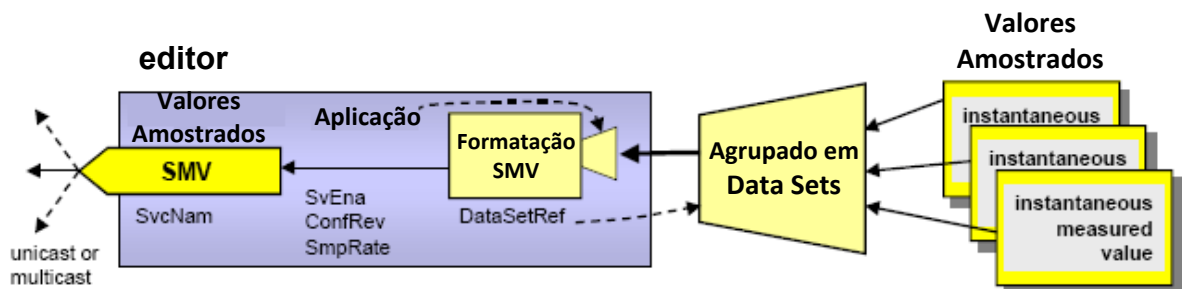 editor
Valores
Amostrados
SMV
SvcNam
unicast or
multicast
Aplicação
SvEna
ConfRev
SmpRate
Formatação
SMV
DataSetRef
Agrupado em
Data Sets
Valores
Amostrados
instantaneous
instantaneous
instantaneous
measured
value